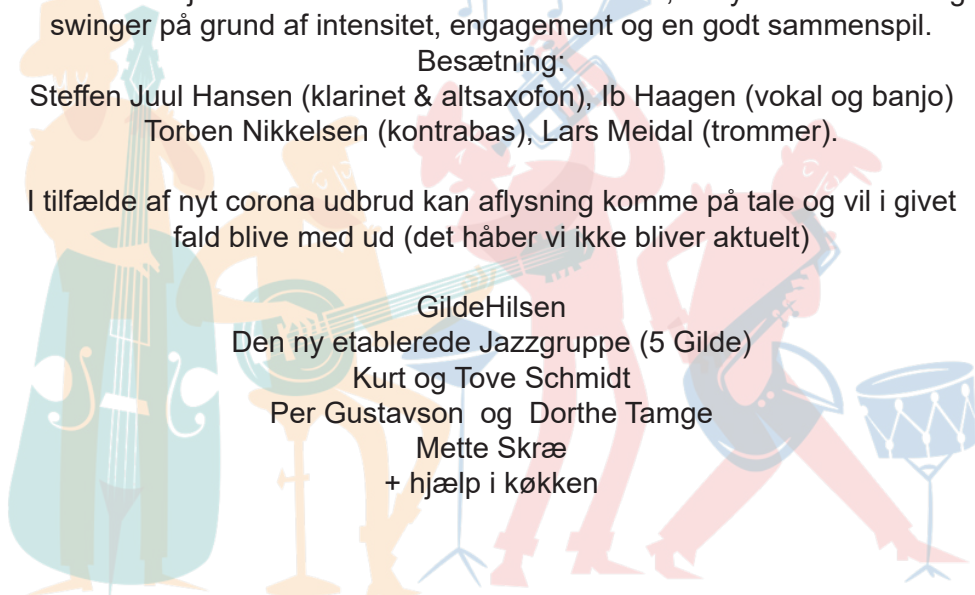 swinger på grund af intensitet, engagement og en godt sammenspil.
Besætning:
Steffen Juul Hansen (klarinet & altsaxofon), Ib Haagen (vokal og banjo)
Torben Nikkelsen (kontrabas), Lars Meidal (trommer).
I tilfælde af nyt corona udbrud kan aflysning komme på tale og vil i givet
fald blive med ud (det håber vi ikke bliver aktuelt)
GildeHilsen
Den ny etablerede Jazzgruppe (5 Gilde)
Kurt og Tove Schmidt
Per Gustavson og Dorthe Tamge
Mette Skræ
+ hjælp i køkken